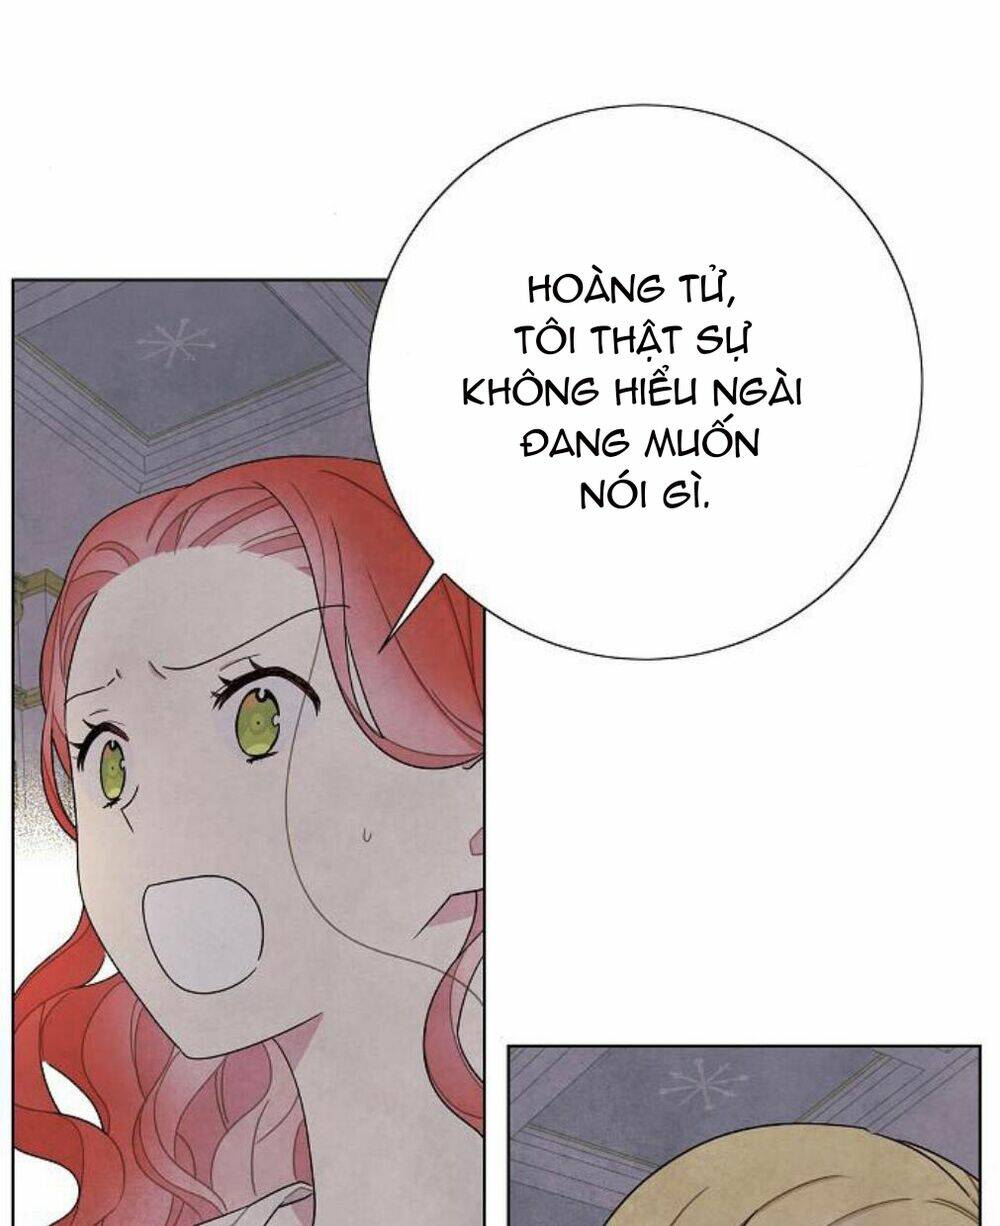 HOÀNG TỬ,
TÔI THẬT SỰ
KHÔNG HIỂU NGÀI
ĐANG MUỐN
NÓI GÌ.